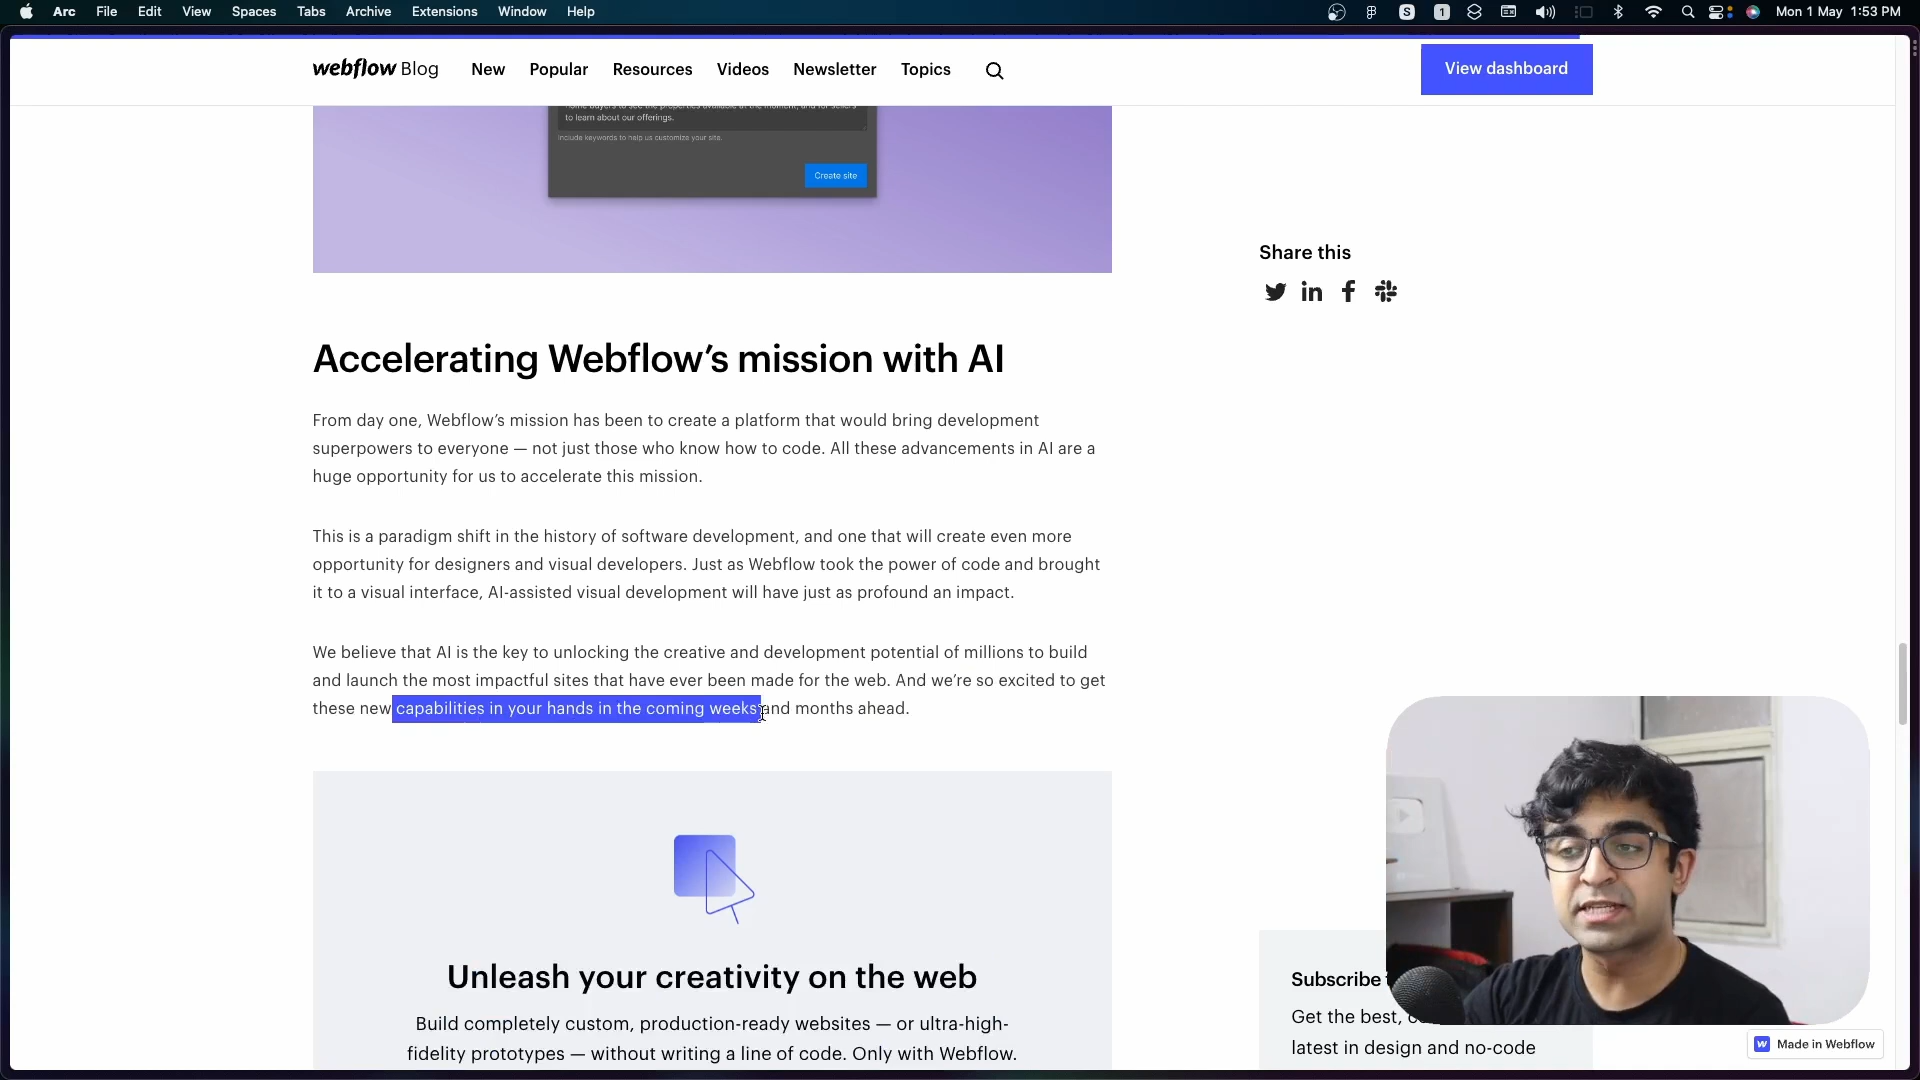 Arc File Edit View Spaces Tabs Archive Extensions Window Help
S 1 Mon 1 May 1:53 PM
webflow Blog New Popular Resources Videos Newsletter Topics
View dashboard
to learn about our offerings.
Include keywords to help us customize your site.
Create site
Share this
Accelerating Webflow’s mission with AI
From day one, Webflow’s mission has been to create a platform that would bring development
superpowers to everyone — not just those who know how to code. All these advancements in AI are a
huge opportunity for us to accelerate this mission.
This is a paradigm shift in the history of software development, and one that will create even more
opportunity for designers and visual developers. Just as Webflow took the power of code and brought
it to a visual interface, AI-assisted visual development will have just as profound an impact.
We believe that AI is the key to unlocking the creative and development potential of millions to build
and launch the most impactful sites that have ever been made for the web. And we’re so excited to get
these new capabilities in your hands in the coming weeks and months ahead.
Unleash your creativity on the web
Build completely custom, production-ready websites — or ultra-high-
fidelity prototypes — without writing a line of code. Only with Webflow.
Subscribe
Get the best,
latest in design and no-code
Made in Webflow